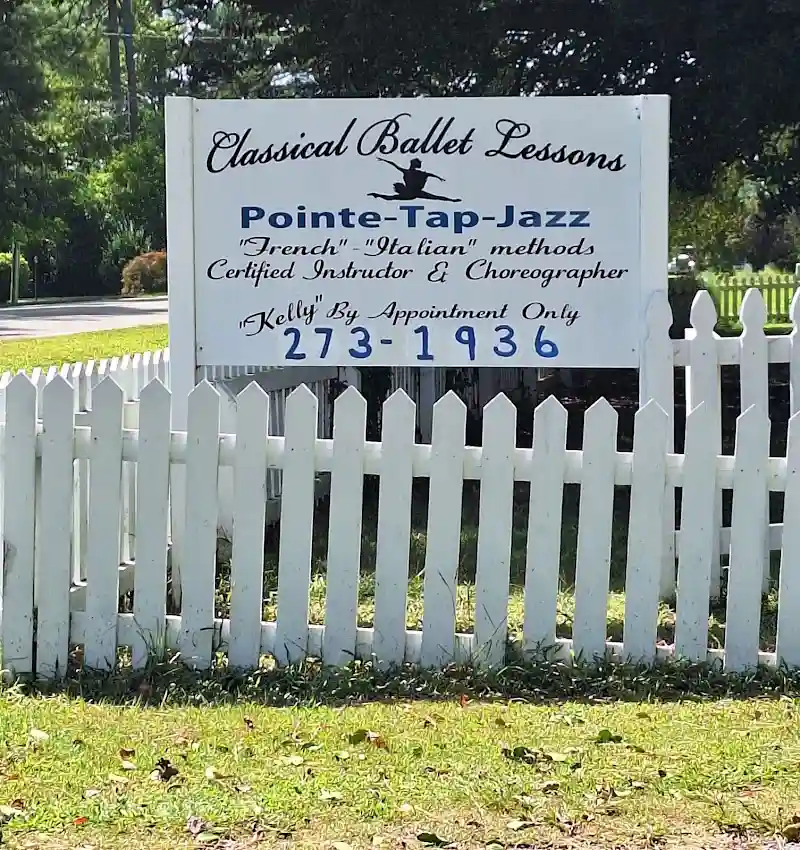 Classical Ballet Lessons
Pointe-Tap-Jazz
"French"-"Italian" methods
Certified Instructor & Choreographer
"Kelly" By Appointment Only
273-1936